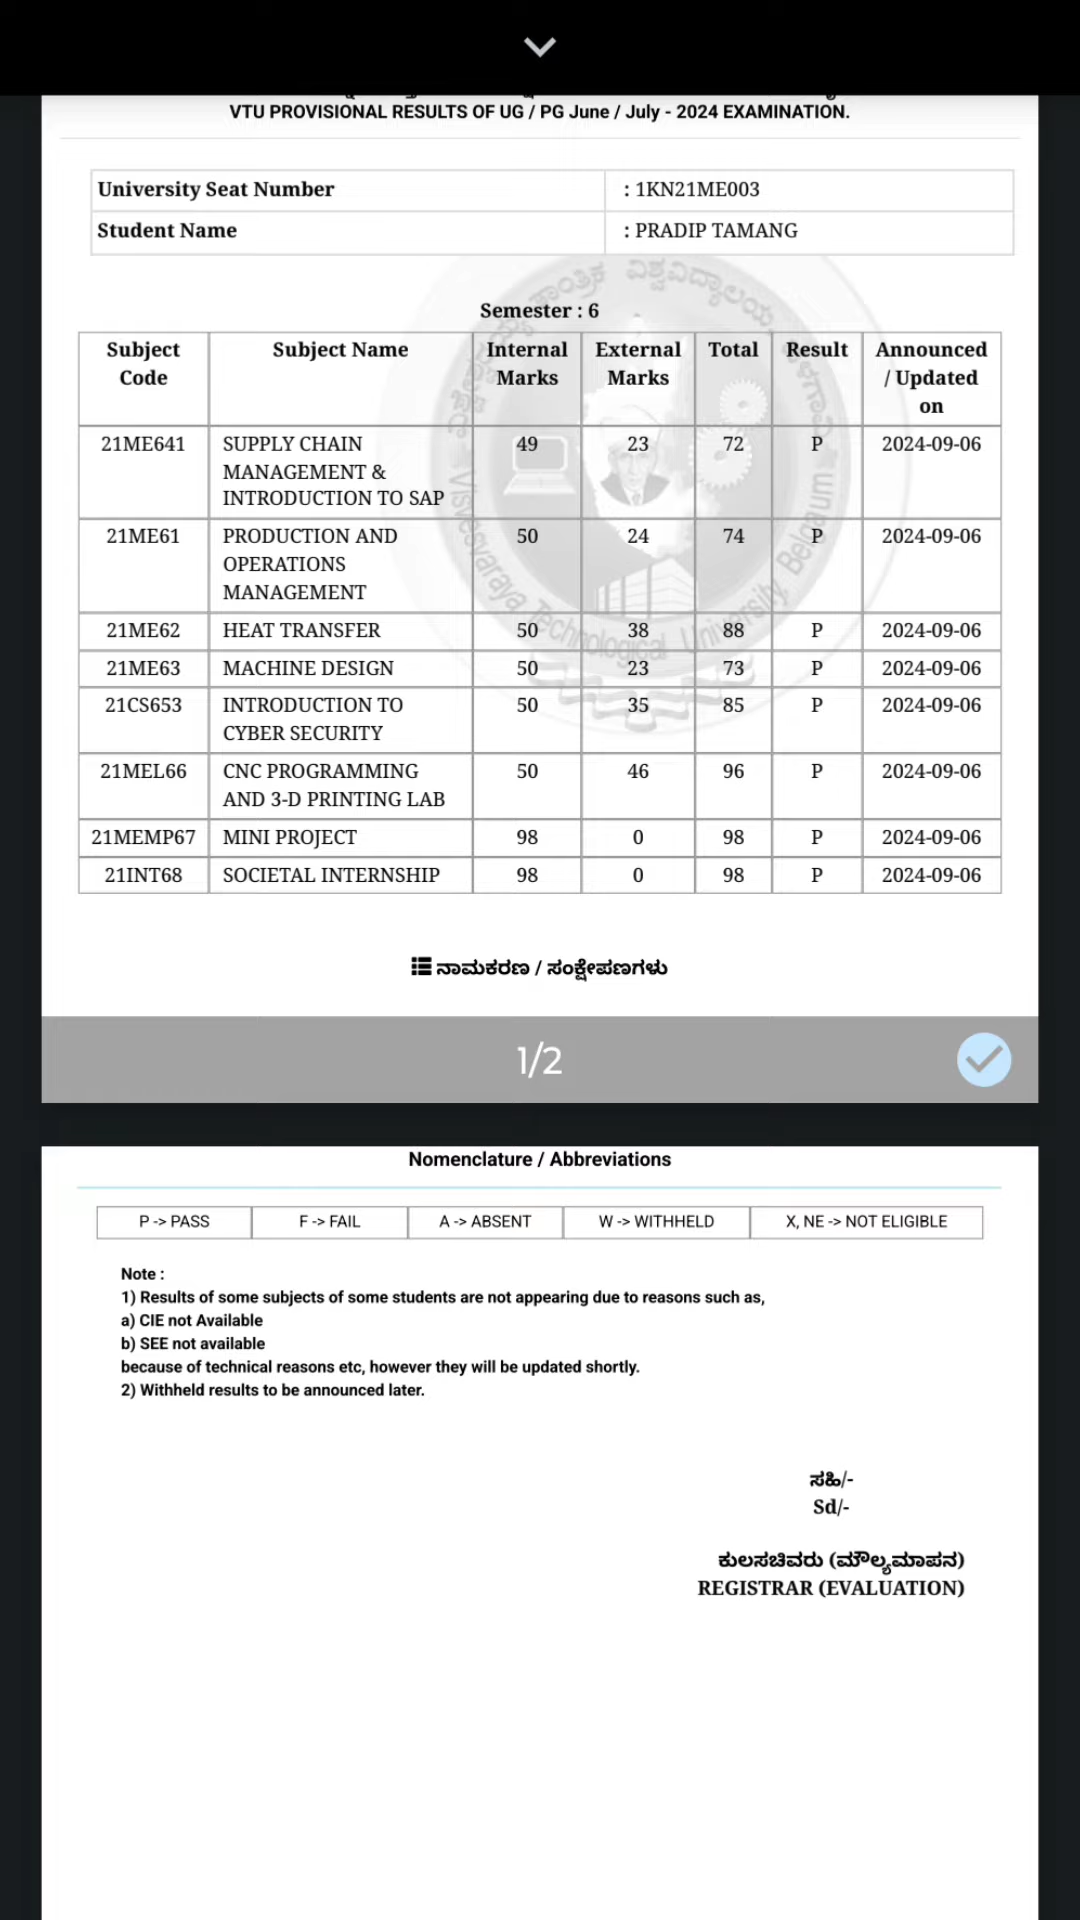 VTU PROVISIONAL RESULTS OF UG / PG June / July - 2024 EXAMINATION.
University Seat Number : 1KN21ME003
Student Name : PRADIP TAMANG
Semester : 6
Subject Code Subject Name Internal Marks External Marks Total Result Announced / Updated on
21ME641 SUPPLY CHAIN MANAGEMENT & INTRODUCTION TO SAP 49 23 72 P 2024-09-06
21ME61 PRODUCTION AND OPERATIONS MANAGEMENT 50 24 74 P 2024-09-06
21ME62 HEAT TRANSFER 50 38 88 P 2024-09-06
21ME63 MACHINE DESIGN 50 23 73 P 2024-09-06
21CS653 INTRODUCTION TO CYBER SECURITY 50 35 85 P 2024-09-06
21MEL66 CNC PROGRAMMING AND 3-D PRINTING LAB 50 46 96 P 2024-09-06
21MEMP67 MINI PROJECT 98 0 98 P 2024-09-06
21INT68 SOCIETAL INTERNSHIP 98 0 98 P 2024-09-06
Visvesvaraya Technological University, Belgaum
ನಾಮಕರಣ / ಸಂಕ್ಷೇಪಣಗಳು
1/2
Nomenclature / Abbreviations
P -> PASS F -> FAIL A -> ABSENT W -> WITHHELD X, NE -> NOT ELIGIBLE
Note :
1) Results of some subjects of some students are not appearing due to reasons such as,
a) CIE not Available
b) SEE not available
because of technical reasons etc, however they will be updated shortly.
2) Withheld results to be announced later.
ಸಹಿ/-
Sd/-
ಕುಲಸಚಿವರು (ಮೌಲ್ಯಮಾಪನ)
REGISTRAR (EVALUATION)